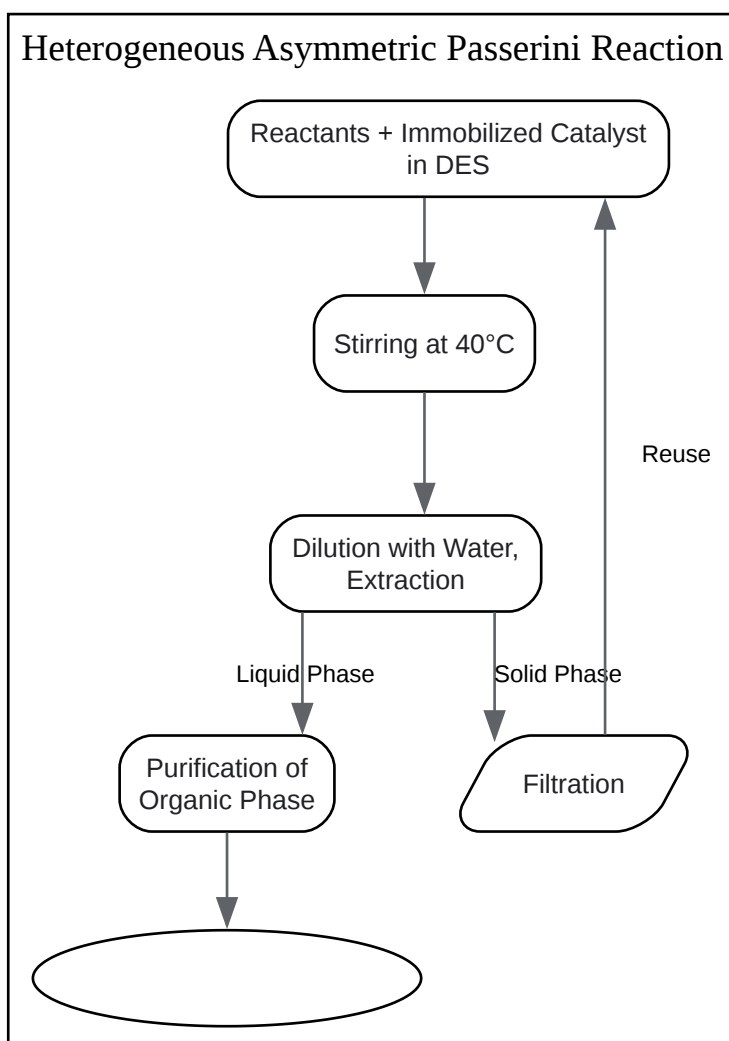 Heterogeneous Asymmetric Passerini Reaction
Reactants + Immobilized Catalyst
in DES
Stirring at 40°C
Reuse
Dilution with Water,
Extraction
Liquid Phase
Solid Phase
Purification of
Organic Phase
Filtration